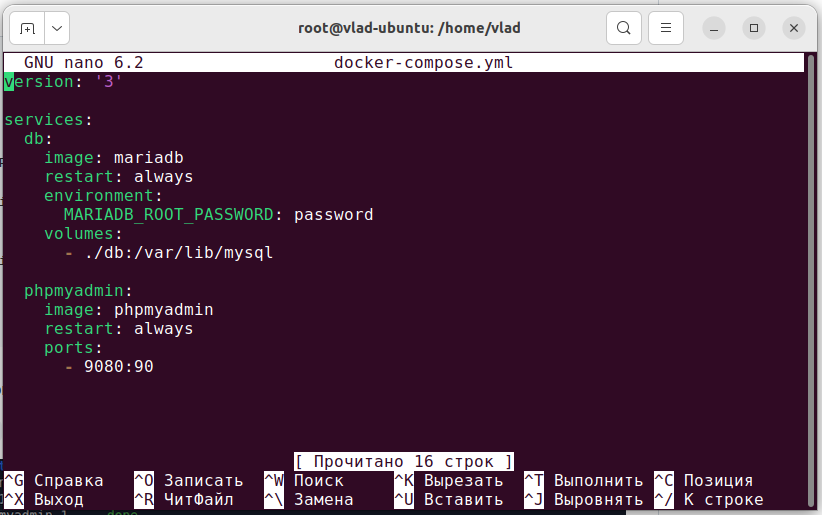 root@vlad-ubuntu: /home/vlad
GNU nano 6.2 docker-compose.yml
version: '3'
services:
db:
image: mariadb
restart: always
environment:
MARIADB_ROOT_PASSWORD: password
volumes:
- ./db:/var/lib/mysql
phpmyadmin:
image: phpmyadmin
restart: always
ports:
- 9080:90
[ Прочитано 16 строк ]
^G Справка ^O Записать ^W Поиск ^K Вырезать ^T Выполнить ^C Позиция
^X Выход ^R ЧитФайл ^\ Замена ^U Вставить ^J Выровнять ^/ К строке